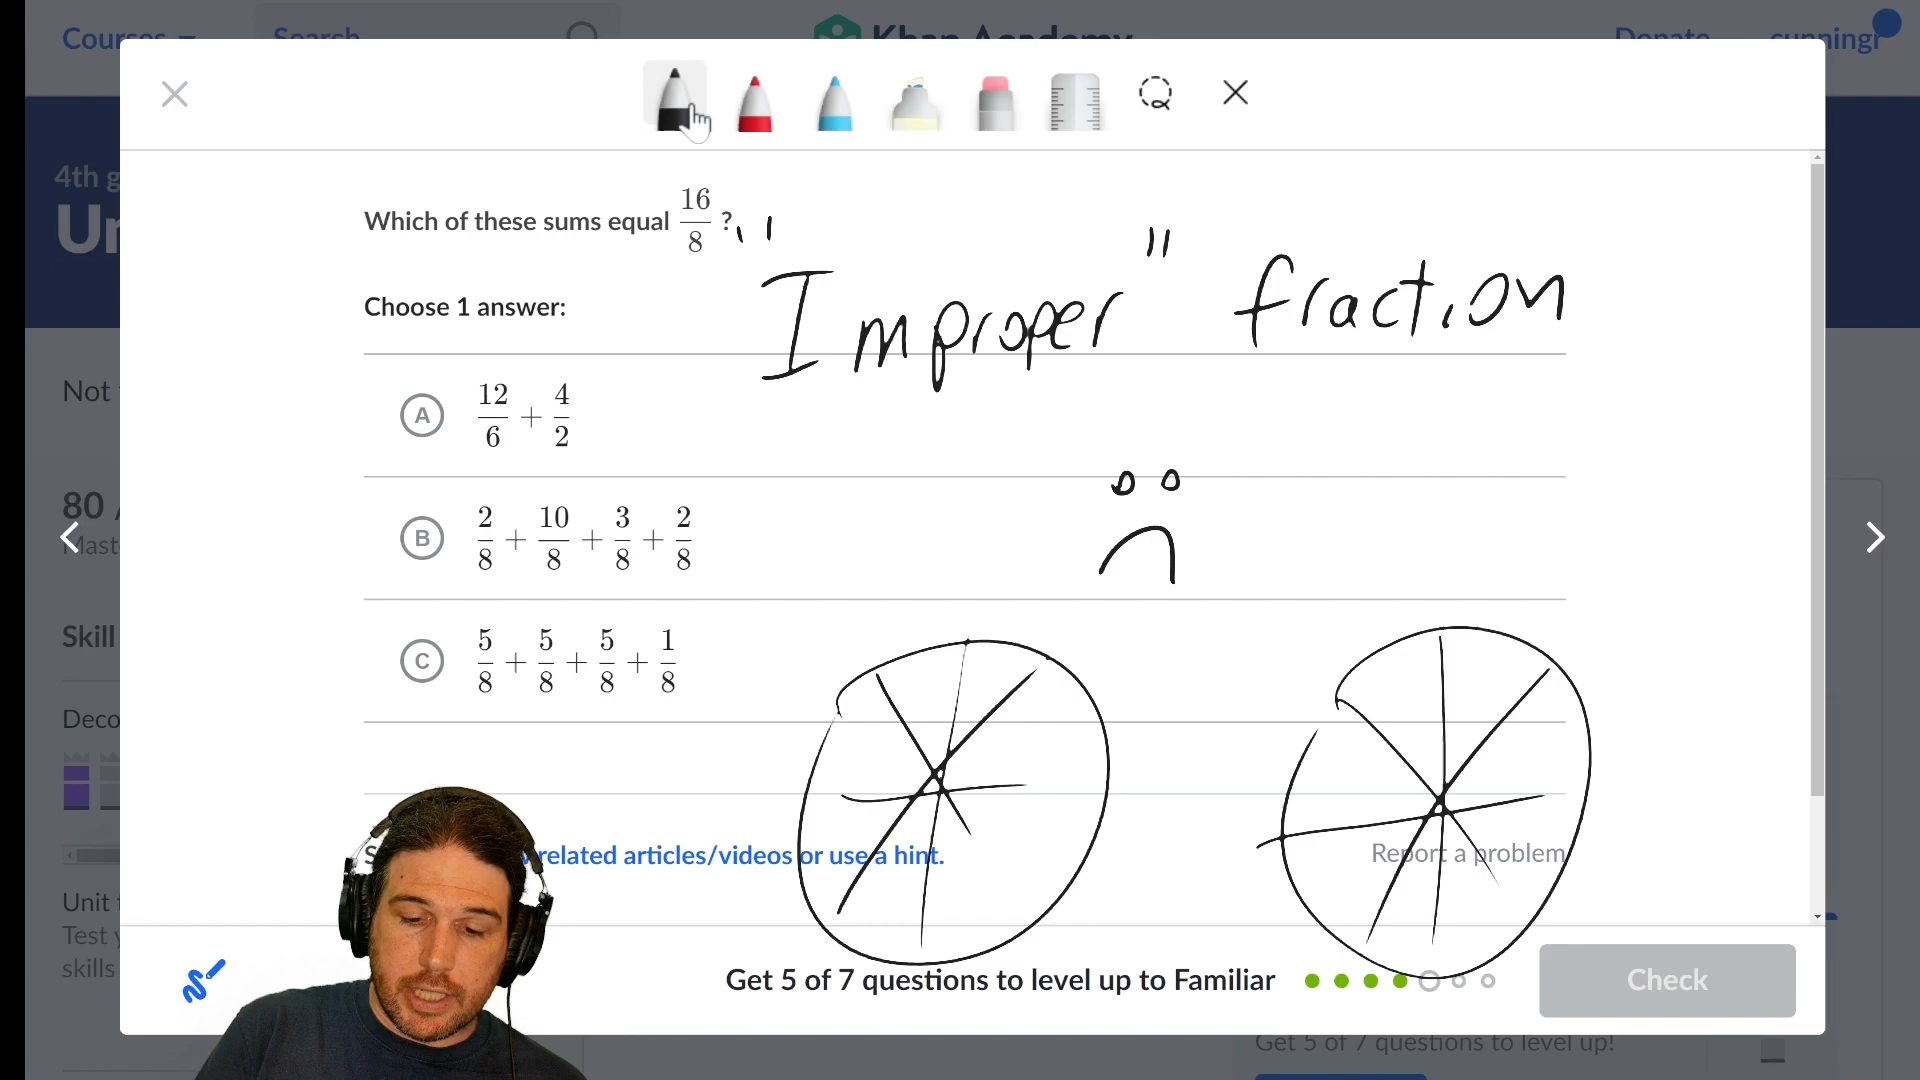 Courses
Search
Khan Academy
Donate
4th g
Un
Which of these sums equal 16/8 ?
"Improper" fraction
Choose 1 answer:
Not
A 12/6 + 4/2
80 /
Mast
B 2/8 + 10/8 + 3/8 + 2/8
Skill
C 5/8 + 5/8 + 5/8 + 1/8
Deco
related articles/videos or use a hint.
Report a problem
Unit
Test y
skills
Get 5 of 7 questions to level up to Familiar
Check
Get 5 of 7 questions to level up!